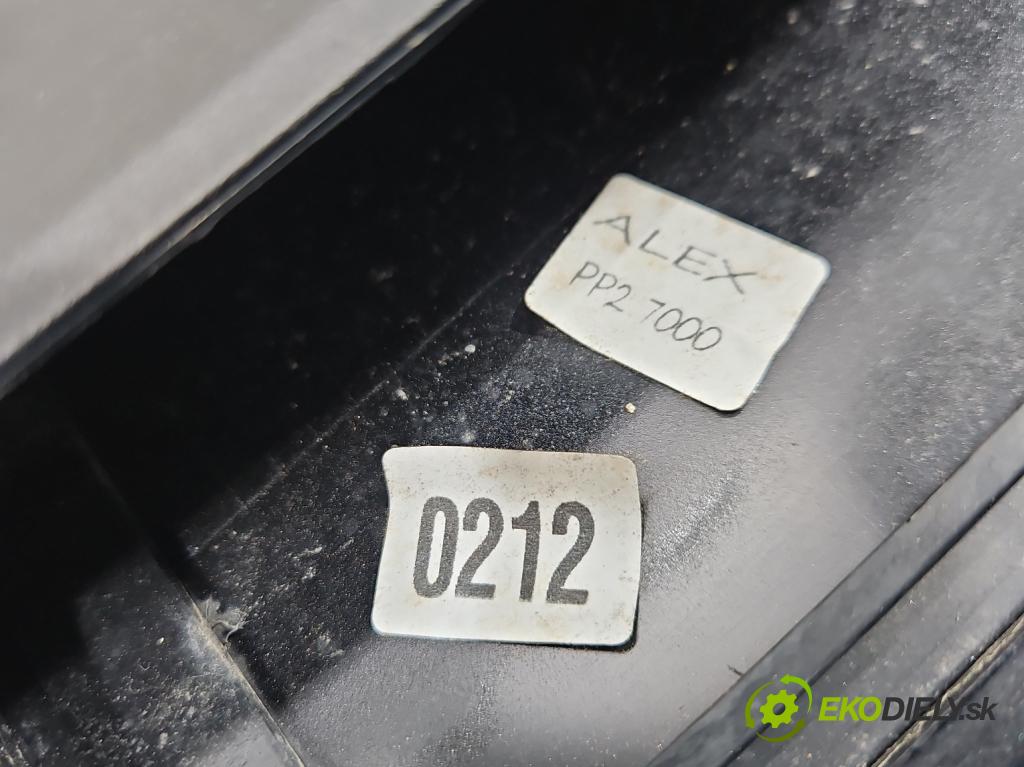 ALEX
PP2 7000
0212
EKODIELY.sk